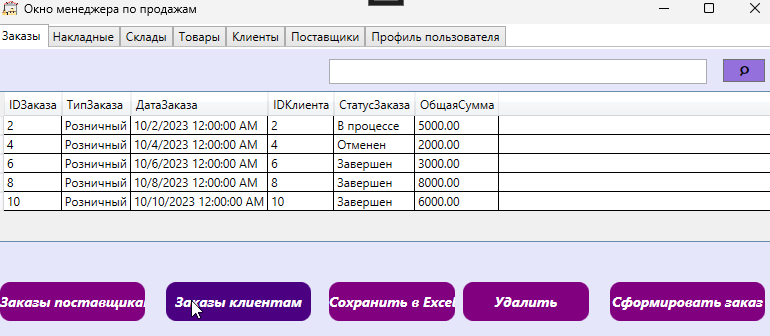 Окно менеджера по продажам
Заказы Накладные Склады Товары Клиенты Поставщики Профиль пользователя
IDЗаказа ТипЗаказа ДатаЗаказа IDКлиента СтатусЗаказа ОбщаяСумма
2 Розничный 10/2/2023 12:00:00 AM 2 В процессе 5000.00
4 Розничный 10/4/2023 12:00:00 AM 4 Отменен 2000.00
6 Розничный 10/6/2023 12:00:00 AM 6 Завершен 3000.00
8 Розничный 10/8/2023 12:00:00 AM 8 Завершен 8000.00
10 Розничный 10/10/2023 12:00:00 AM 10 Завершен 6000.00
Заказы поставщика Заказы клиентам Сохранить в Excel Удалить Сформировать заказ